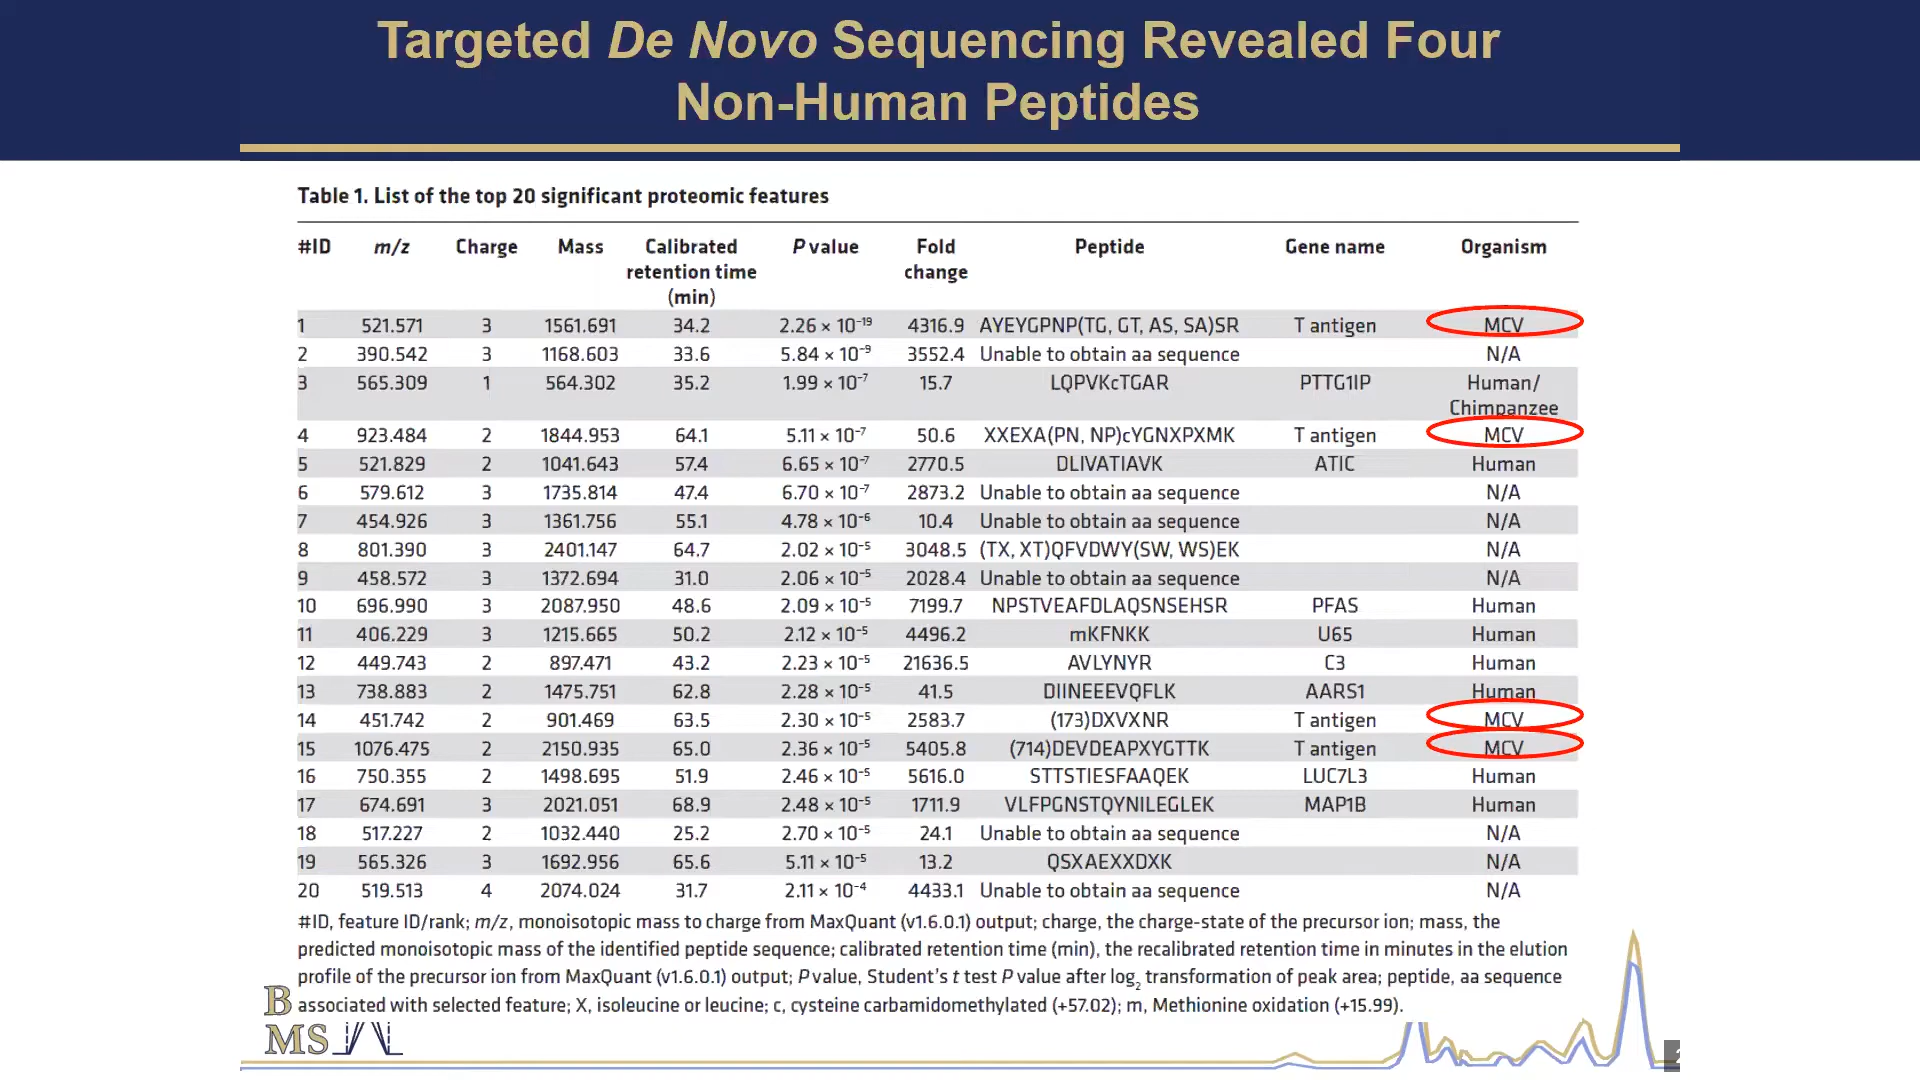 Targeted De Novo Sequencing Revealed Four
Non-Human Peptides
Table 1. List of the top 20 significant proteomic features
#ID m/z Charge Mass Calibrated retention time (min) P value Fold change Peptide Gene name Organism
1 521.571 3 1561.691 34.2 2.26 × 10⁻¹⁹ 4316.9 AYEYGPNP(TG, GT, AS, SA)SR T antigen MCV
2 390.542 3 1168.603 33.6 5.84 × 10⁻⁹ 3552.4 Unable to obtain aa sequence N/A
3 565.309 1 564.302 35.2 1.99 × 10⁻⁷ 15.7 LQPVKcTGAR PTTG1IP Human/
Chimpanzee
4 923.484 2 1844.953 64.1 5.11 × 10⁻⁷ 50.6 XXEXA(PN, NP)cYGNXPXMK T antigen MCV
5 521.829 2 1041.643 57.4 6.65 × 10⁻⁷ 2770.5 DLIVATIAVK ATIC Human
6 579.612 3 1735.814 47.4 6.70 × 10⁻⁷ 2873.2 Unable to obtain aa sequence N/A
7 454.926 3 1361.756 55.1 4.78 × 10⁻⁶ 10.4 Unable to obtain aa sequence N/A
8 801.390 3 2401.147 64.7 2.02 × 10⁻⁵ 3048.5 (TX, XT)QFVDWY(SW, WS)EK N/A
9 458.572 3 1372.694 31.0 2.06 × 10⁻⁵ 2028.4 Unable to obtain aa sequence N/A
10 696.990 3 2087.950 48.6 2.09 × 10⁻⁵ 7199.7 NPSTVEAFDLAQSNSEHSR PFAS Human
11 406.229 3 1215.665 50.2 2.12 × 10⁻⁵ 4496.2 mKFNKK U65 Human
12 449.743 2 897.471 43.2 2.23 × 10⁻⁵ 21636.5 AVLYNYR C3 Human
13 738.883 2 1475.751 62.8 2.28 × 10⁻⁵ 41.5 DIINEEEVQFLK AARS1 Human
14 451.742 2 901.469 63.5 2.30 × 10⁻⁵ 2583.7 (173)DXVXNR T antigen MCV
15 1076.475 2 2150.935 65.0 2.36 × 10⁻⁵ 5405.8 (714)DEVDEAPXYGTTK T antigen MCV
16 750.355 2 1498.695 51.9 2.46 × 10⁻⁵ 5616.0 STTSTIESFAAQEK LUC7L3 Human
17 674.691 3 2021.051 68.9 2.48 × 10⁻⁵ 1711.9 VLFPGNSTQYNILEGLEK MAP1B Human
18 517.227 2 1032.440 25.2 2.70 × 10⁻⁵ 24.1 Unable to obtain aa sequence N/A
19 565.326 3 1692.956 65.6 5.11 × 10⁻⁵ 13.2 QSXAEXXDXK N/A
20 519.513 4 2074.024 31.7 2.11 × 10⁻⁴ 4433.1 Unable to obtain aa sequence N/A
#ID, feature ID/rank; m/z, monoisotopic mass to charge from MaxQuant (v1.6.0.1) output; charge, the charge-state of the precursor ion; mass, the
predicted monoisotopic mass of the identified peptide sequence; calibrated retention time (min), the recalibrated retention time in minutes in the elution
profile of the precursor ion from MaxQuant (v1.6.0.1) output; P value, Student's t test P value after log₂ transformation of peak area; peptide, aa sequence
associated with selected feature; X, isoleucine or leucine; c, cysteine carbamidomethylated (+57.02); m, Methionine oxidation (+15.99).
B
MS